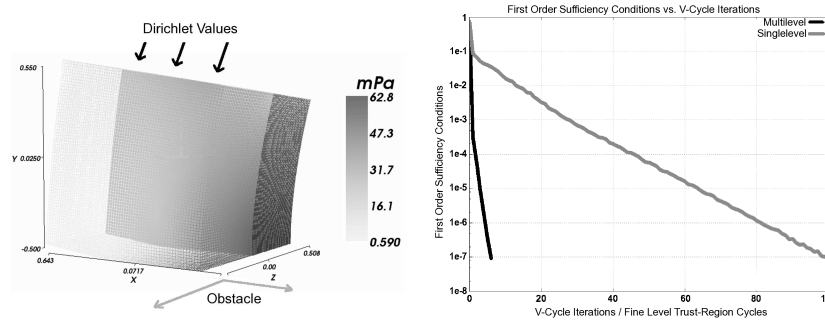 Dirichlet Values
0.550
Y 0.0250
-0.500
0.643
0.0717
X
0.00
Z
0.508
Obstacle
mPa
62.8
47.3
31.7
16.1
0.590
First Order Sufficiency Conditions vs. V-Cycle Iterations
Multilevel
Singlelevel
First Order Sufficiency Conditions
1
1e-1
1e-2
1e-3
1e-4
1e-5
1e-6
1e-7
1e-8
0 20 40 60 80
V-Cycle Iterations / Fine Level Trust-Region Cycles